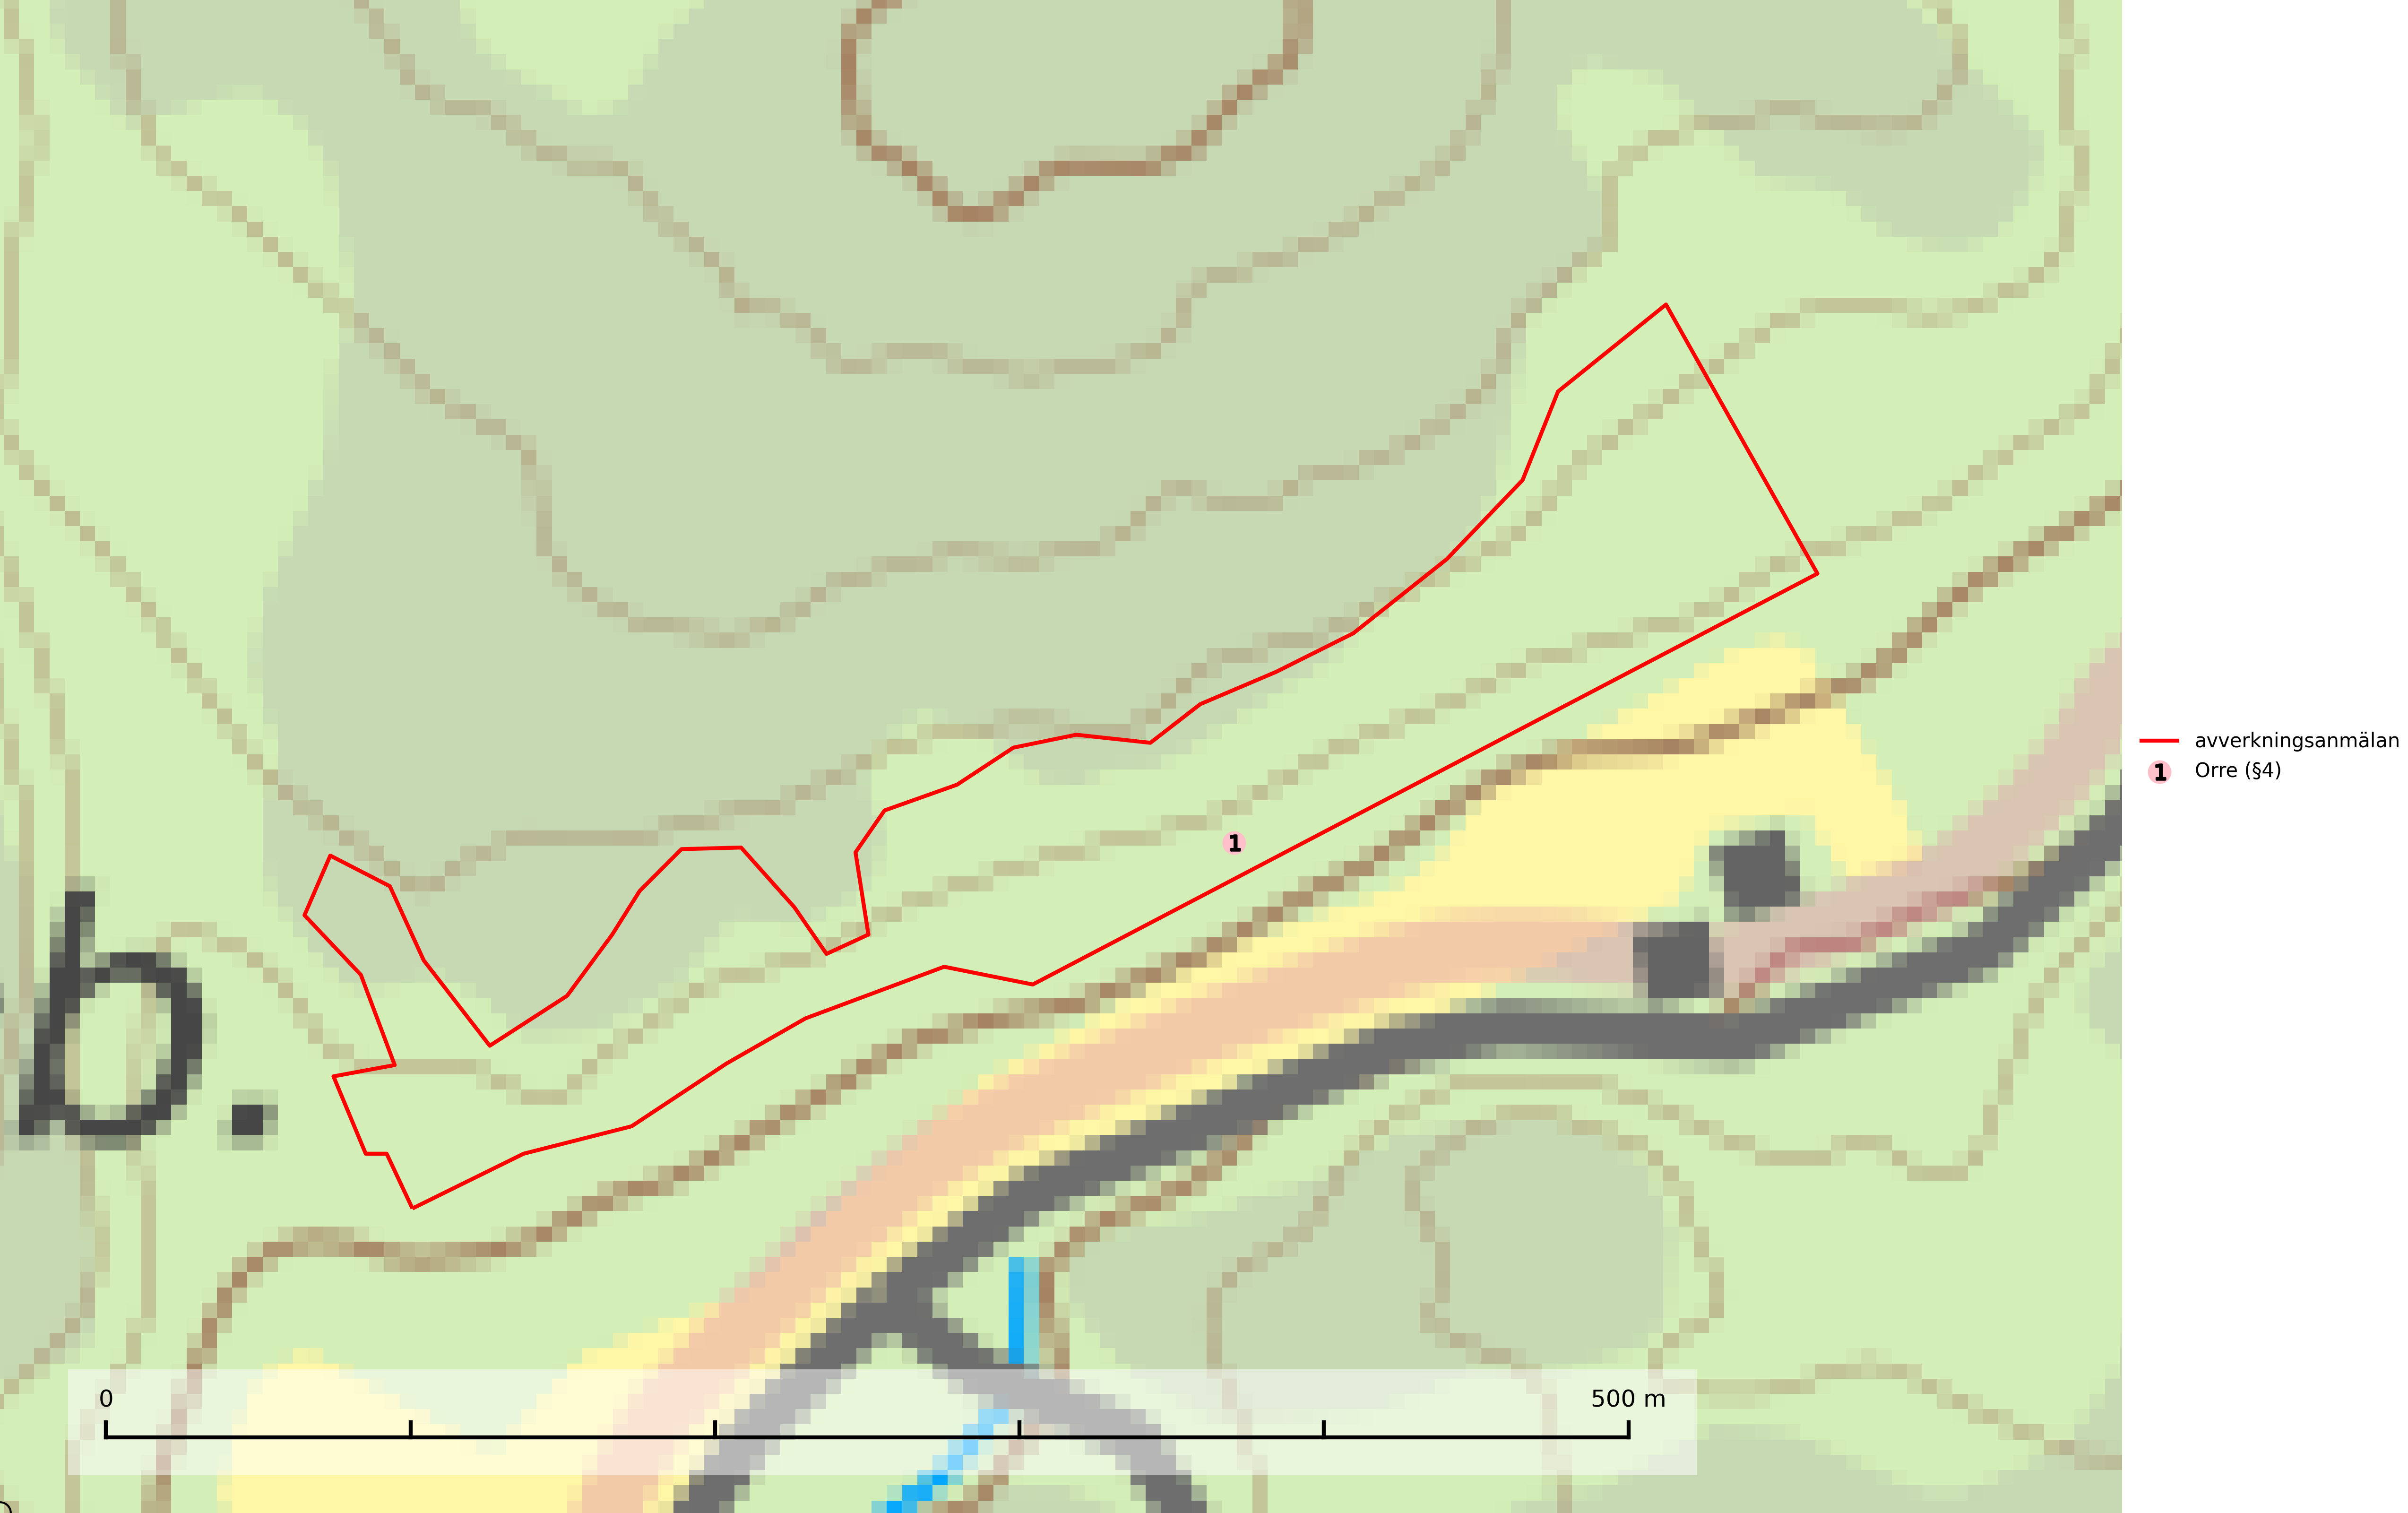 avverkningsanmälan
1 Orre (§4)
1
b.
0 500 m